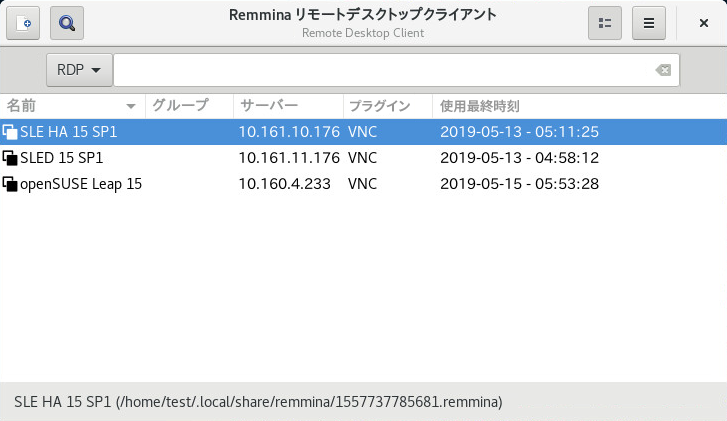 Remmina リモートデスクトップクライアント
Remote Desktop Client
RDP
名前 グループ サーバー プラグイン 使用最終時刻
SLE HA 15 SP1 10.161.10.176 VNC 2019-05-13 - 05:11:25
SLED 15 SP1 10.161.11.176 VNC 2019-05-13 - 04:58:12
openSUSE Leap 15 10.160.4.233 VNC 2019-05-15 - 05:53:28
SLE HA 15 SP1 (/home/test/.local/share/remmina/1557737785681.remmina)